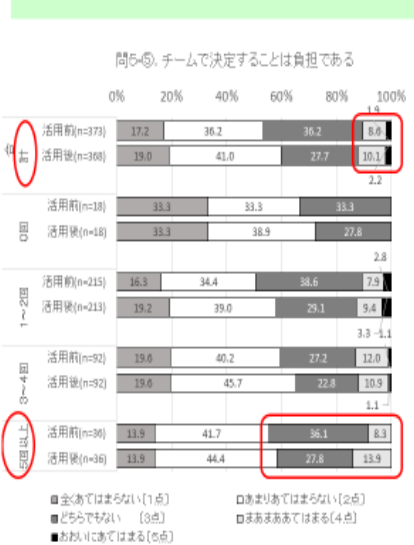 問5-⑤. チームで決定することは負担である
0% 20% 40% 60% 80% 100%
1.9
合計
活用前(n=373) 17.2 36.2 36.2 8.6
活用後(n=368) 19.0 41.0 27.7 10.1
2.2
0回
活用前(n=18) 33.3 33.3 33.3
活用後(n=18) 33.3 38.9 27.8
2.8
1～2回
活用前(n=215) 16.3 34.4 38.6 7.9
活用後(n=213) 19.2 39.0 29.1 9.4
3.3 1.1
3～4回
活用前(n=92) 19.6 40.2 27.2 12.0
活用後(n=92) 19.6 45.7 22.8 10.9
1.1
5回以上
活用前(n=36) 13.9 41.7 36.1 8.3
活用後(n=36) 13.9 44.4 27.8 13.9
全くあてはまらない[1点] あまりあてはまらない[2点]
どちらでもない [3点] まあまああてはまる[4点]
おおいにあてはまる[5点]